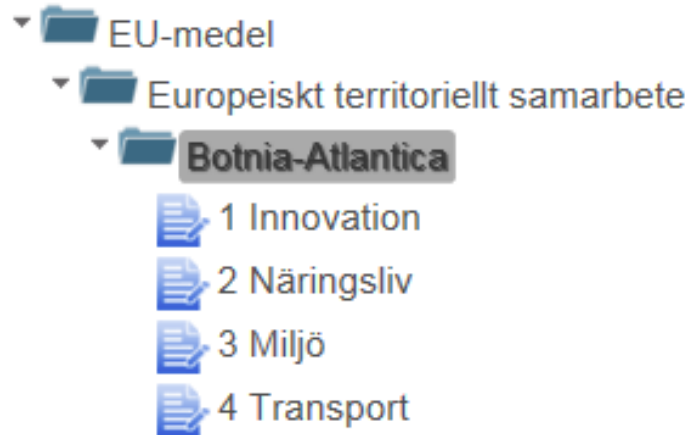 EU-medel
Europeiskt territoriellt samarbete
Botnia-Atlantica
1 Innovation
2 Näringsliv
3 Miljö
4 Transport